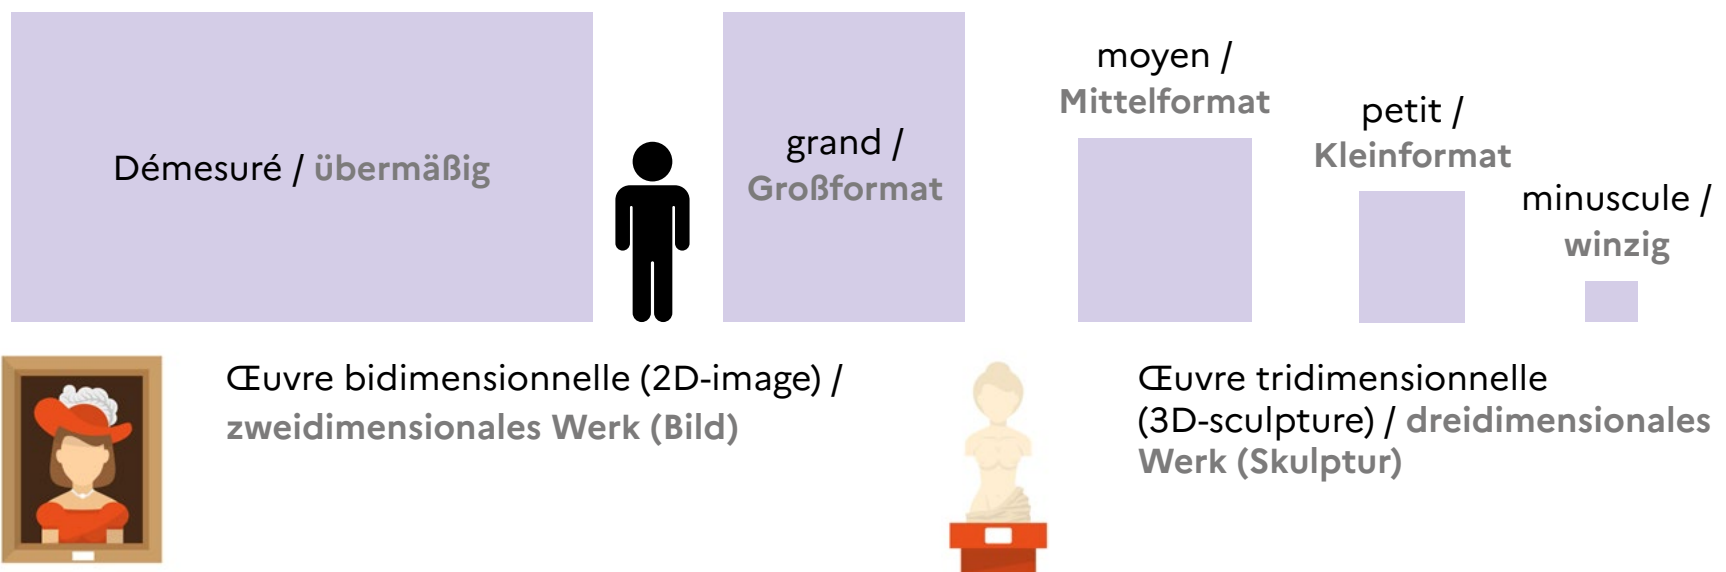 Démesuré / übermäßig
grand /
Großformat
moyen /
Mittelformat
petit /
Kleinformat
minuscule /
winzig
Œuvre bidimensionnelle (2D-image) /
zweidimensionales Werk (Bild)
Œuvre tridimensionnelle
(3D-sculpture) / dreidimensionales
Werk (Skulptur)